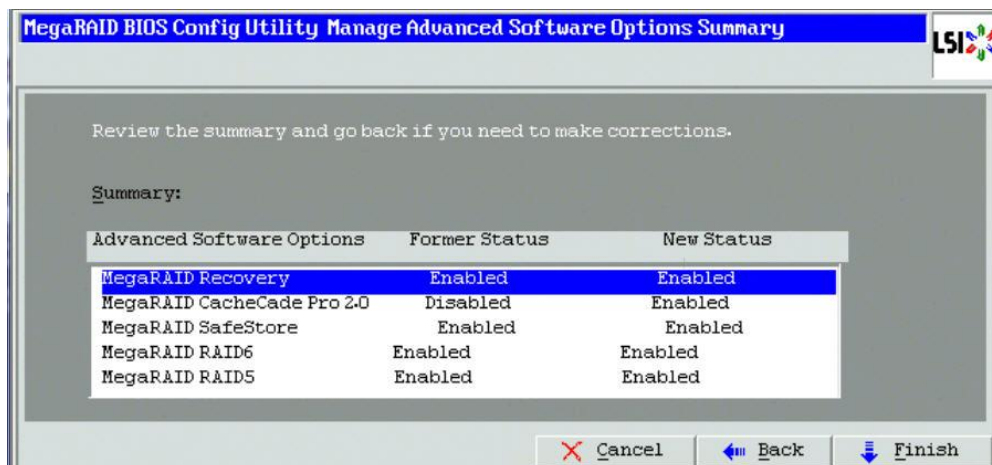 MegaRAID BIOS Config Utility Manage Advanced Software Options Summary
LSI
Review the summary and go back if you need to make corrections.
Summary:
Advanced Software Options Former Status New Status
MegaRAID Recovery Enabled Enabled
MegaRAID CacheCade Pro 2.0 Disabled Enabled
MegaRAID SafeStore Enabled Enabled
MegaRAID RAID6 Enabled Enabled
MegaRAID RAID5 Enabled Enabled
Cancel Back Finish